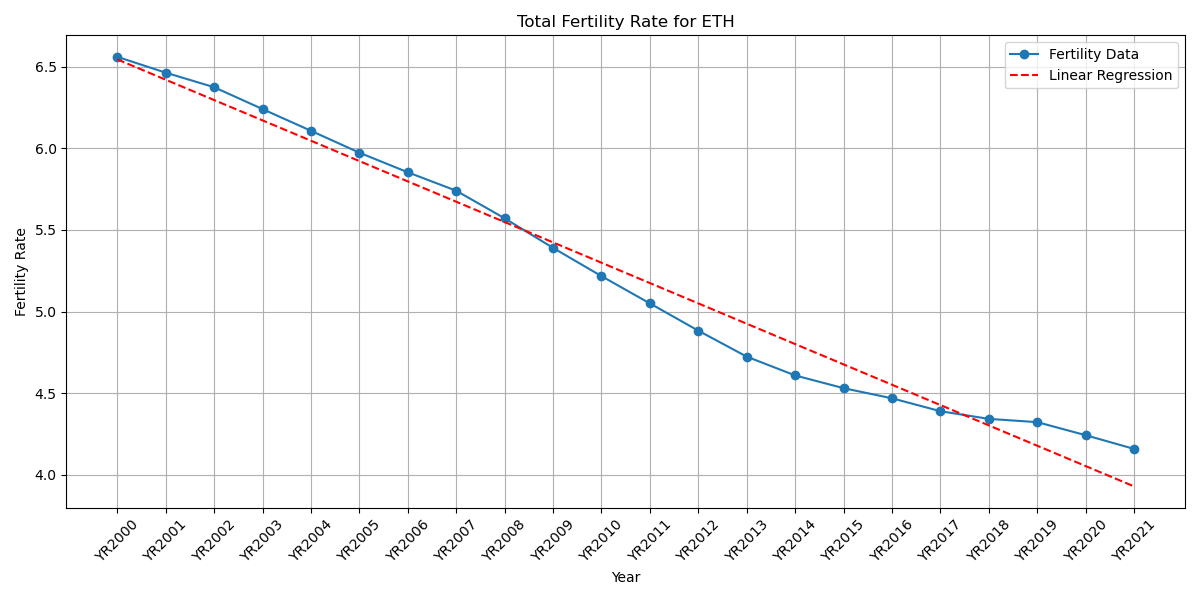 Total Fertility Rate for ETH
Fertility Data
Linear Regression
Fertility Rate
6.5
6.0
5.5
5.0
4.5
4.0
YR2000
YR2001
YR2002
YR2003
YR2004
YR2005
YR2006
YR2007
YR2008
YR2009
YR2010
YR2011
YR2012
YR2013
YR2014
YR2015
YR2016
YR2017
YR2018
YR2019
YR2020
YR2021
Year